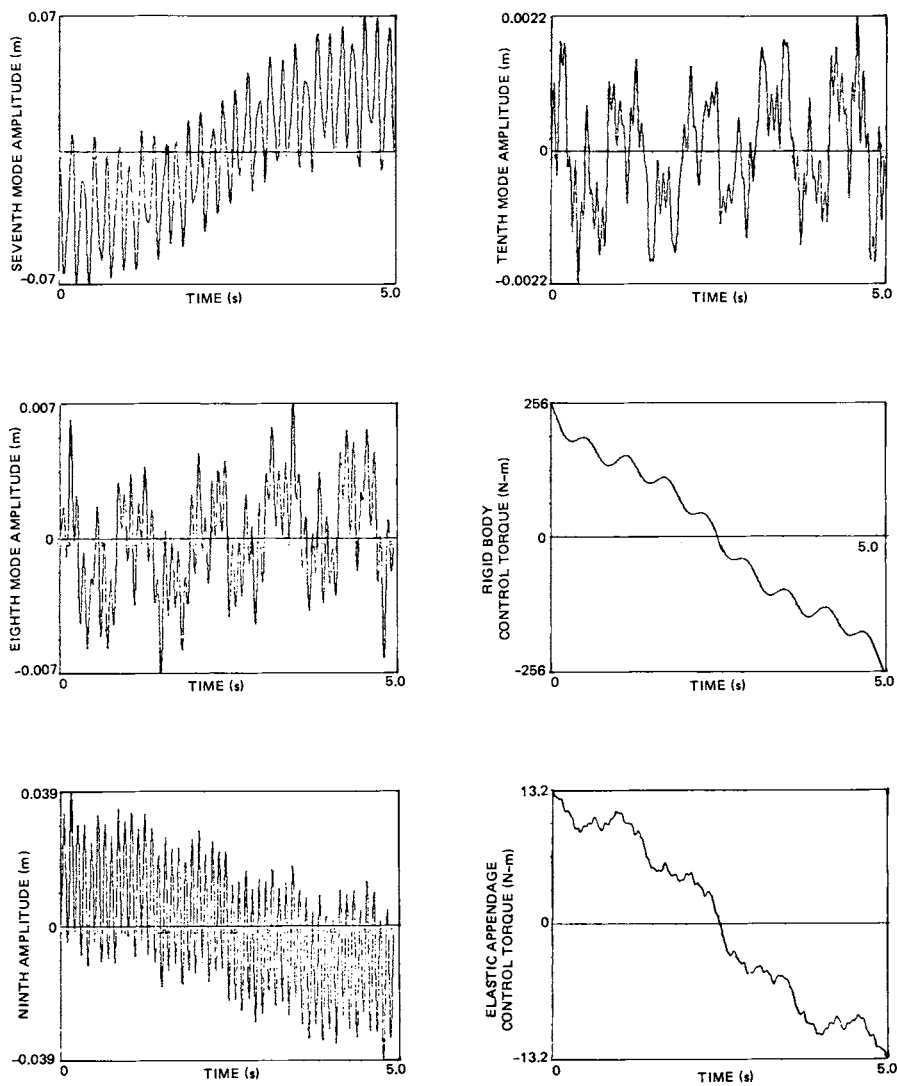 0.07
SEVENTH MODE AMPLITUDE (m)
-0.07
0
TIME (s)
5.0
0.0022
TENTH MODE AMPLITUDE (m)
0
-0.0022
0
TIME (s)
5.0
0.007
EIGHTH MODE AMPLITUDE (m)
0
-0.007
0
TIME (s)
5.0
256
RIGID BODY
CONTROL TORQUE (N-m)
0
5.0
-256
0
TIME (s)
5.0
0.039
NINTH AMPLITUDE (m)
0
-0.039
0
TIME (s)
5.0
13.2
ELASTIC APPENDAGE
CONTROL TORQUE (N-m)
0
-13.2
0
TIME (s)
5.0